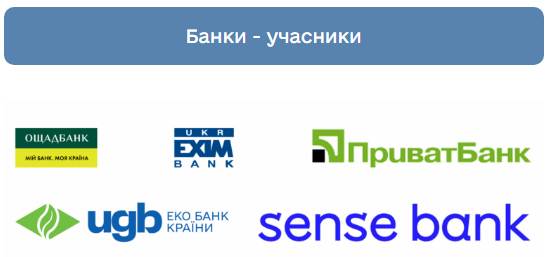 Банки - учасники
ОЩАДБАНК
МІЙ БАНК. МОЯ КРАЇНА
UKR
EXIM
BANK
ПриватБанк
ugb
ЕКО БАНК
КРАЇНИ
sense bank